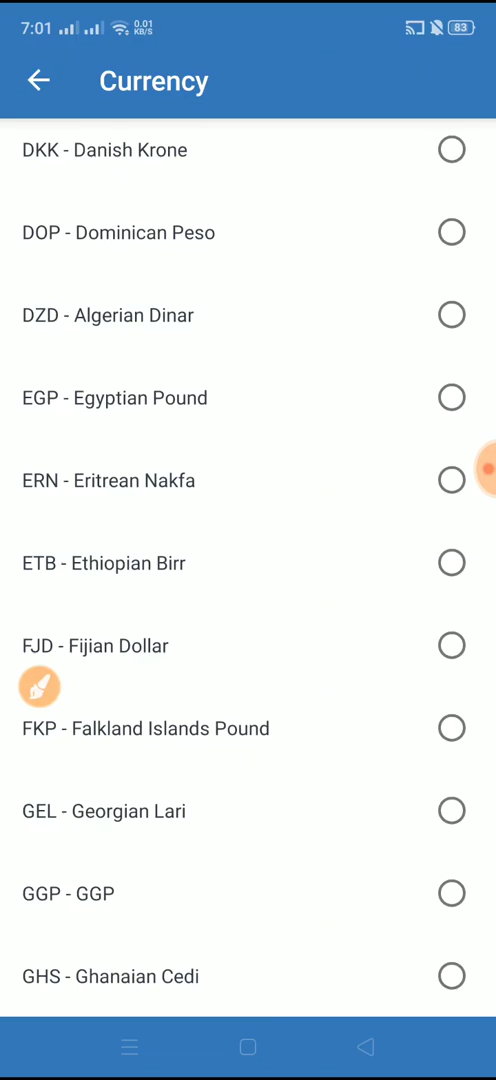 7:01 0.01 KB/S 83
Currency
DKK - Danish Krone
DOP - Dominican Peso
DZD - Algerian Dinar
EGP - Egyptian Pound
ERN - Eritrean Nakfa
ETB - Ethiopian Birr
FJD - Fijian Dollar
FKP - Falkland Islands Pound
GEL - Georgian Lari
GGP - GGP
GHS - Ghanaian Cedi